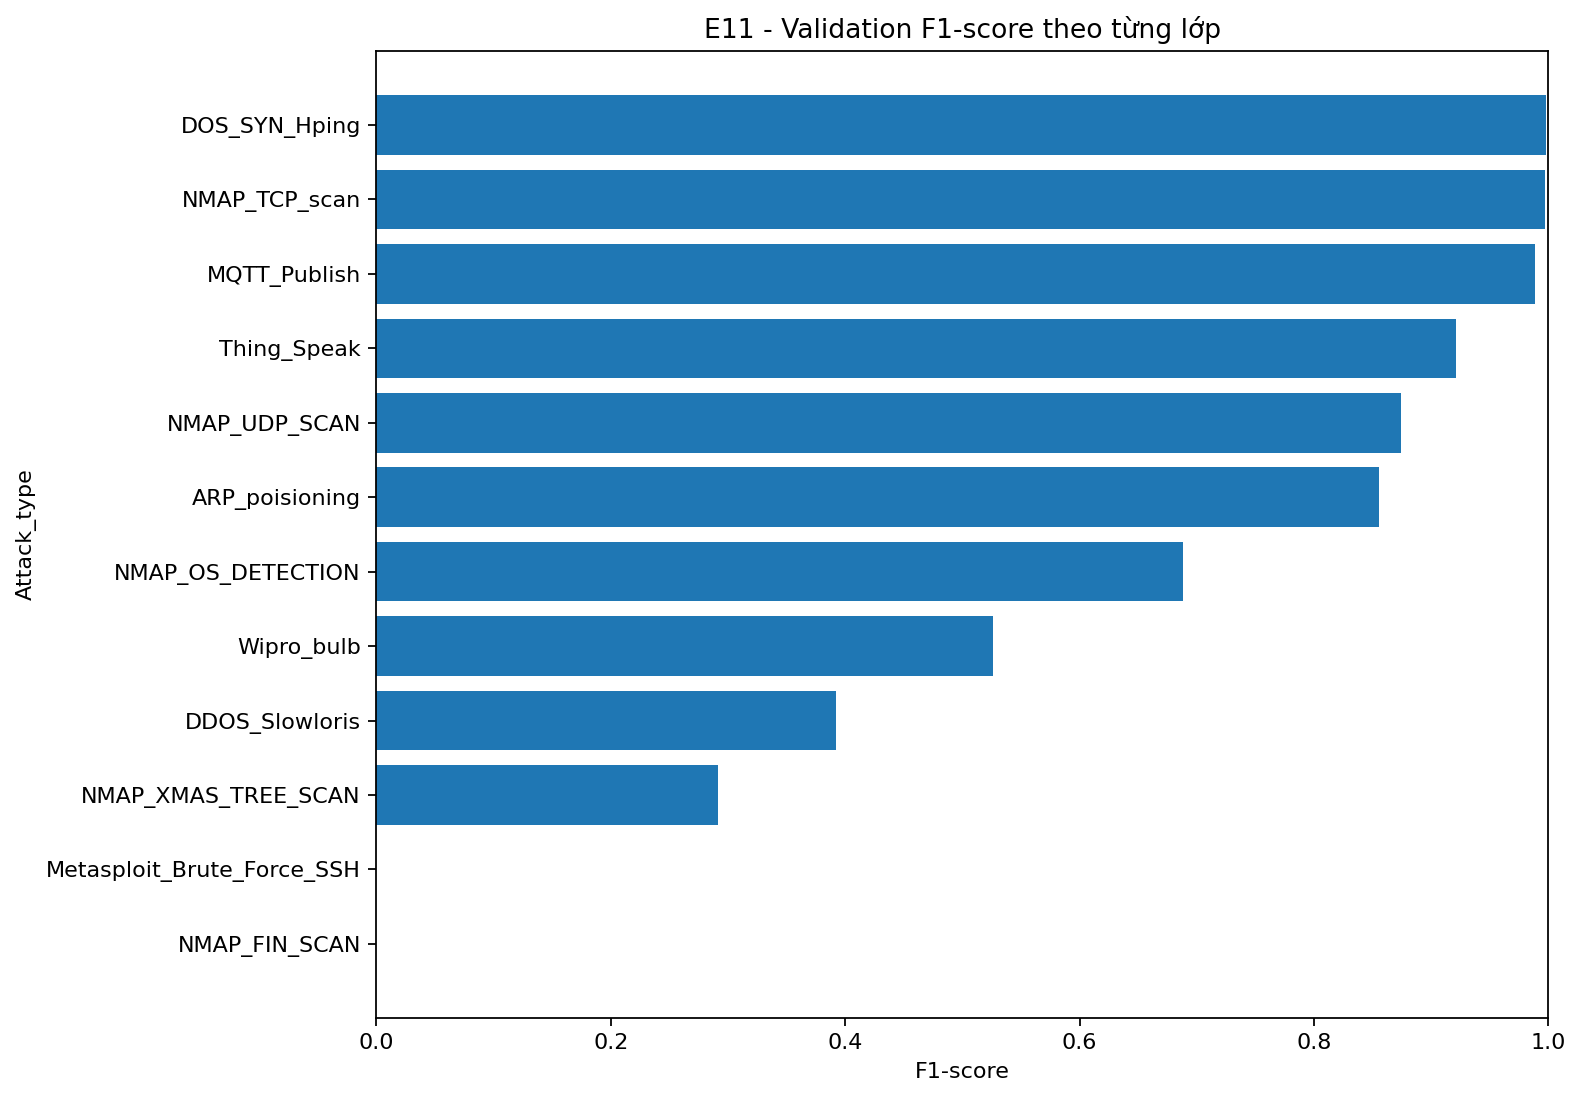 E11 - Validation F1-score theo từng lớp
Attack_type
DOS_SYN_Hping
NMAP_TCP_scan
MQTT_Publish
Thing_Speak
NMAP_UDP_SCAN
ARP_poisioning
NMAP_OS_DETECTION
Wipro_bulb
DDOS_Slowloris
NMAP_XMAS_TREE_SCAN
Metasploit_Brute_Force_SSH
NMAP_FIN_SCAN
0.0 0.2 0.4 0.6 0.8 1.0
F1-score